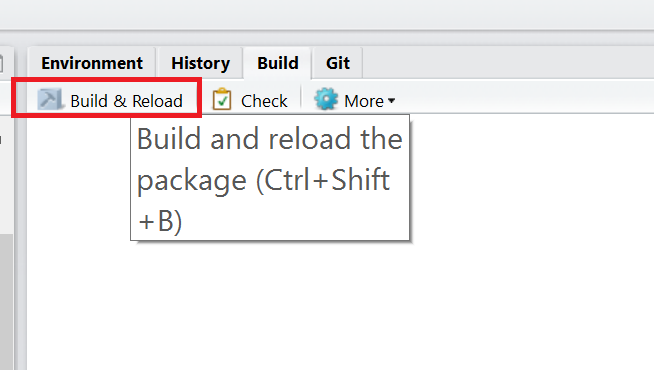 Environment History Build Git
Build & Reload Check More
Build and reload the
package (Ctrl+Shift
+B)